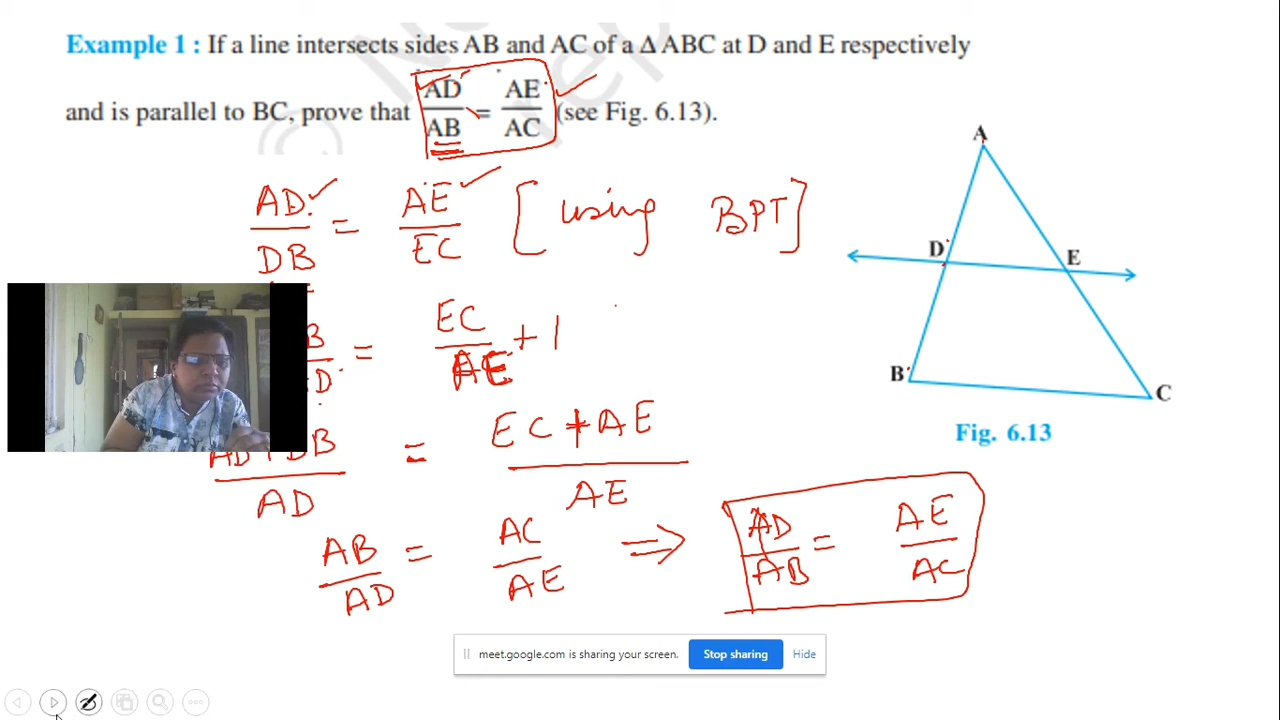 Example 1 : If a line intersects sides AB and AC of a Δ ABC at D and E respectively
and is parallel to BC, prove that AD/AB = AE/AC (see Fig. 6.13).
AD/DB = AE/EC [using BPT]
B/D = EC/AE + 1
AD+DB/AD = EC+AE/AE
AB/AD = AC/AE ⇒ AD/AB = AE/AC
A
D
E
B
C
Fig. 6.13
meet.google.com is sharing your screen. Stop sharing Hide